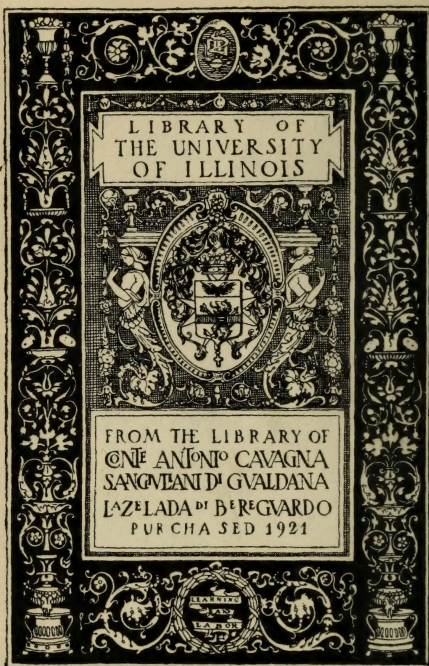 W C T
LIBRARY OF
THE UNIVERSITY
OF ILLINOIS
FROM THE LIBRARY OF
CONTE ANTONIO CAVAGNA
SANGIVLIANI DI GVALDANA
LAZELADA DI BEREGVARDO
PURCHASED 1921
LEARNING
AND
LABOR